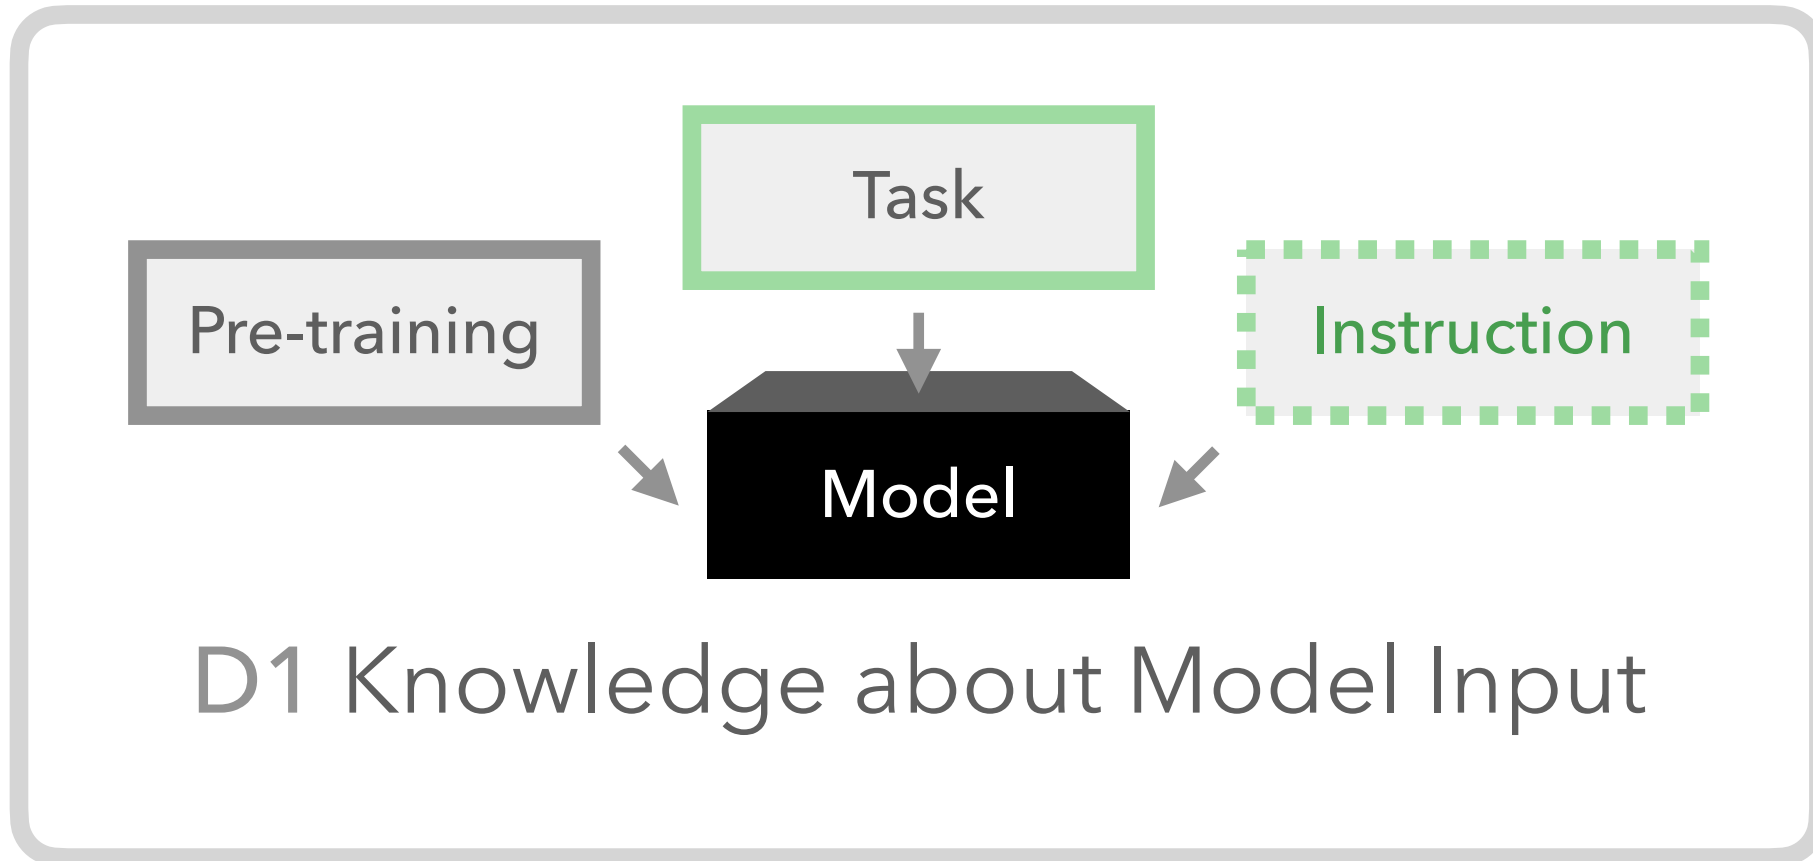 Task
Pre-training
Instruction
Model
D1 Knowledge about Model Input